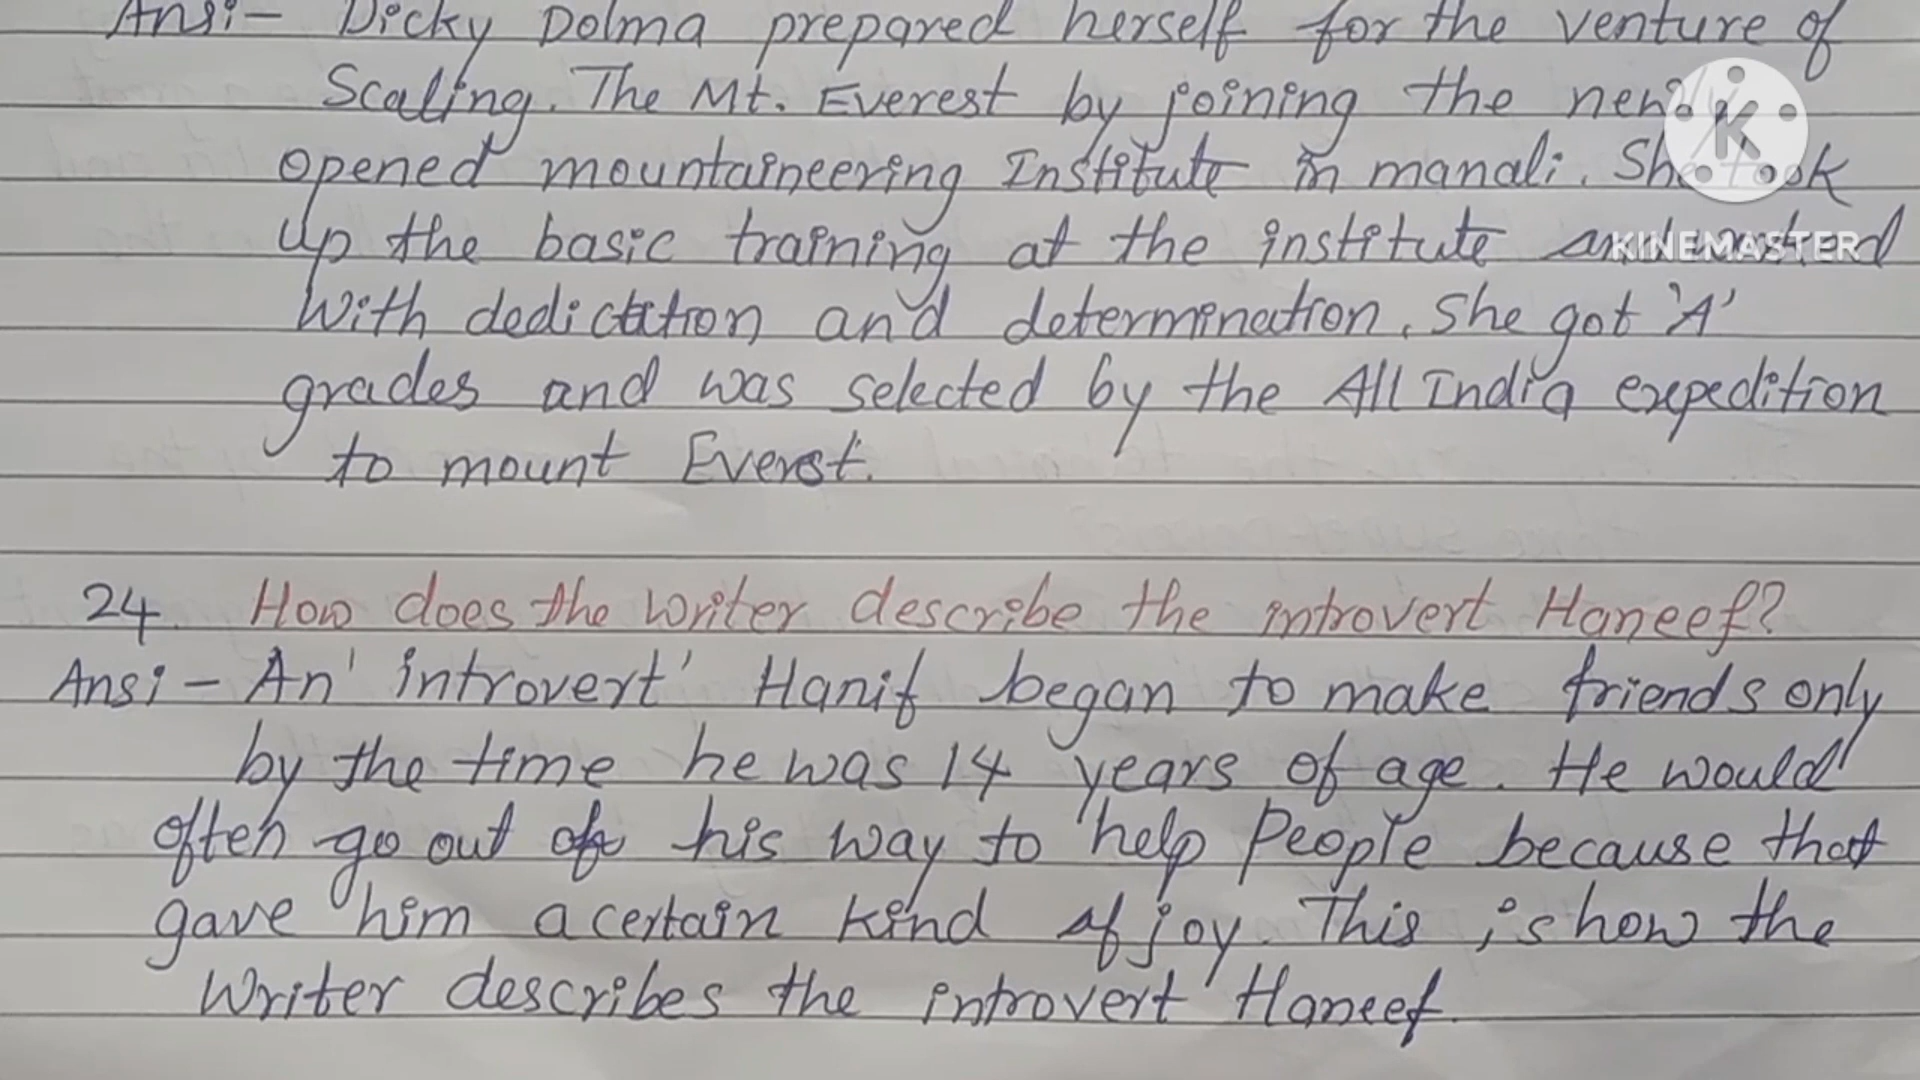 Ansi- Dicky Dolma prepared herself for the venture of
Scaling. The Mt. Everest by joining the newly
opened mountaineering Institute in manali. She took
up the basic training at the institute and worked
With dedication and determination. She got 'A'
grades and was selected by the All India expedition
to mount Everest.
24. How does the writer describe the introvert Haneef?
Ansi - An 'introvert' Hanif began to make friends only
by the time he was 14 years of age. He would
often go out of his way to help People because that
gave him a certain kind of joy. This is how the
Writer describes the introvert Haneef.
K
KINEMASTER